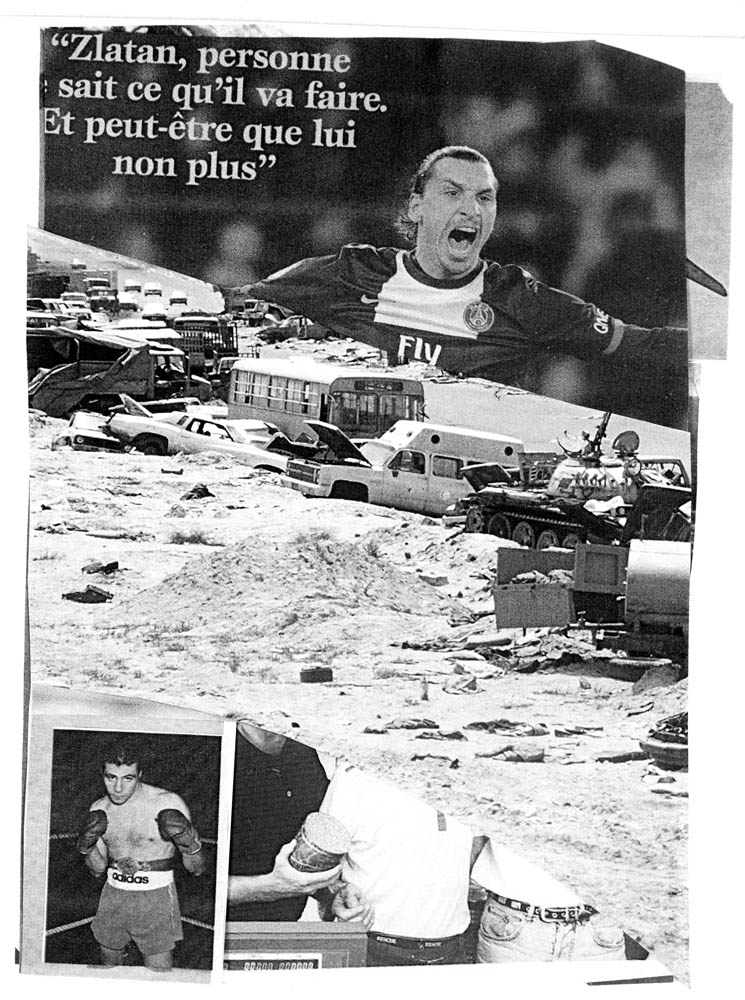 “Zlatan, personne
sait ce qu’il va faire.
Et peut-être que lui
non plus”
Fly
adidas